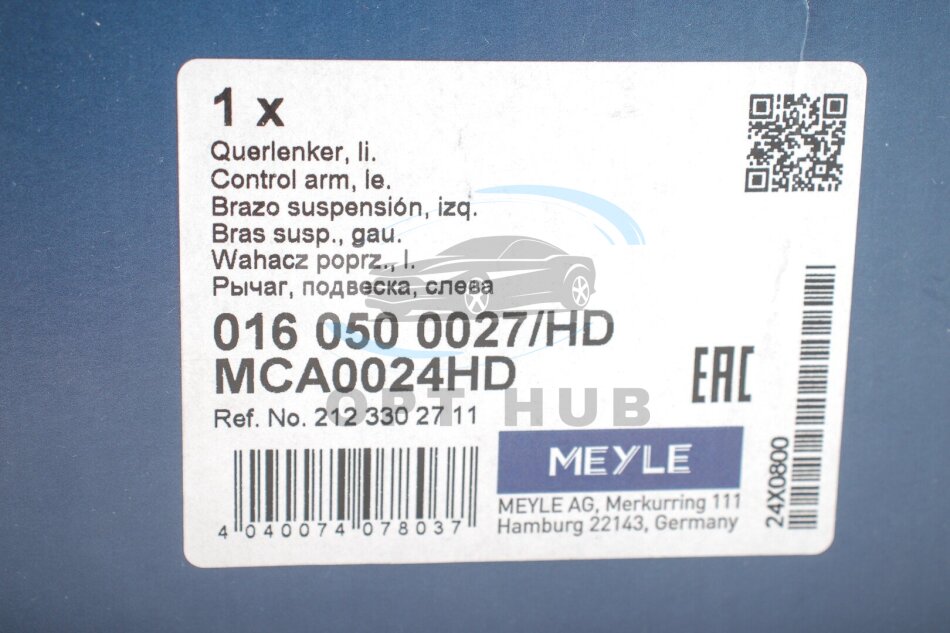 1 x
Querlenker, li.
Control arm, le.
Brazo suspensión, izq.
Bras susp., gau.
Wahacz poprz., l.
Рычаг, подвеска, слева
016 050 0027/HD
MCA0024HD
OPT HUB
Ref. No. 212 330 27 11
EAC
MEYLE
MEYLE AG, Merkurring 111
Hamburg 22143, Germany
4 040074 078037
24X0800